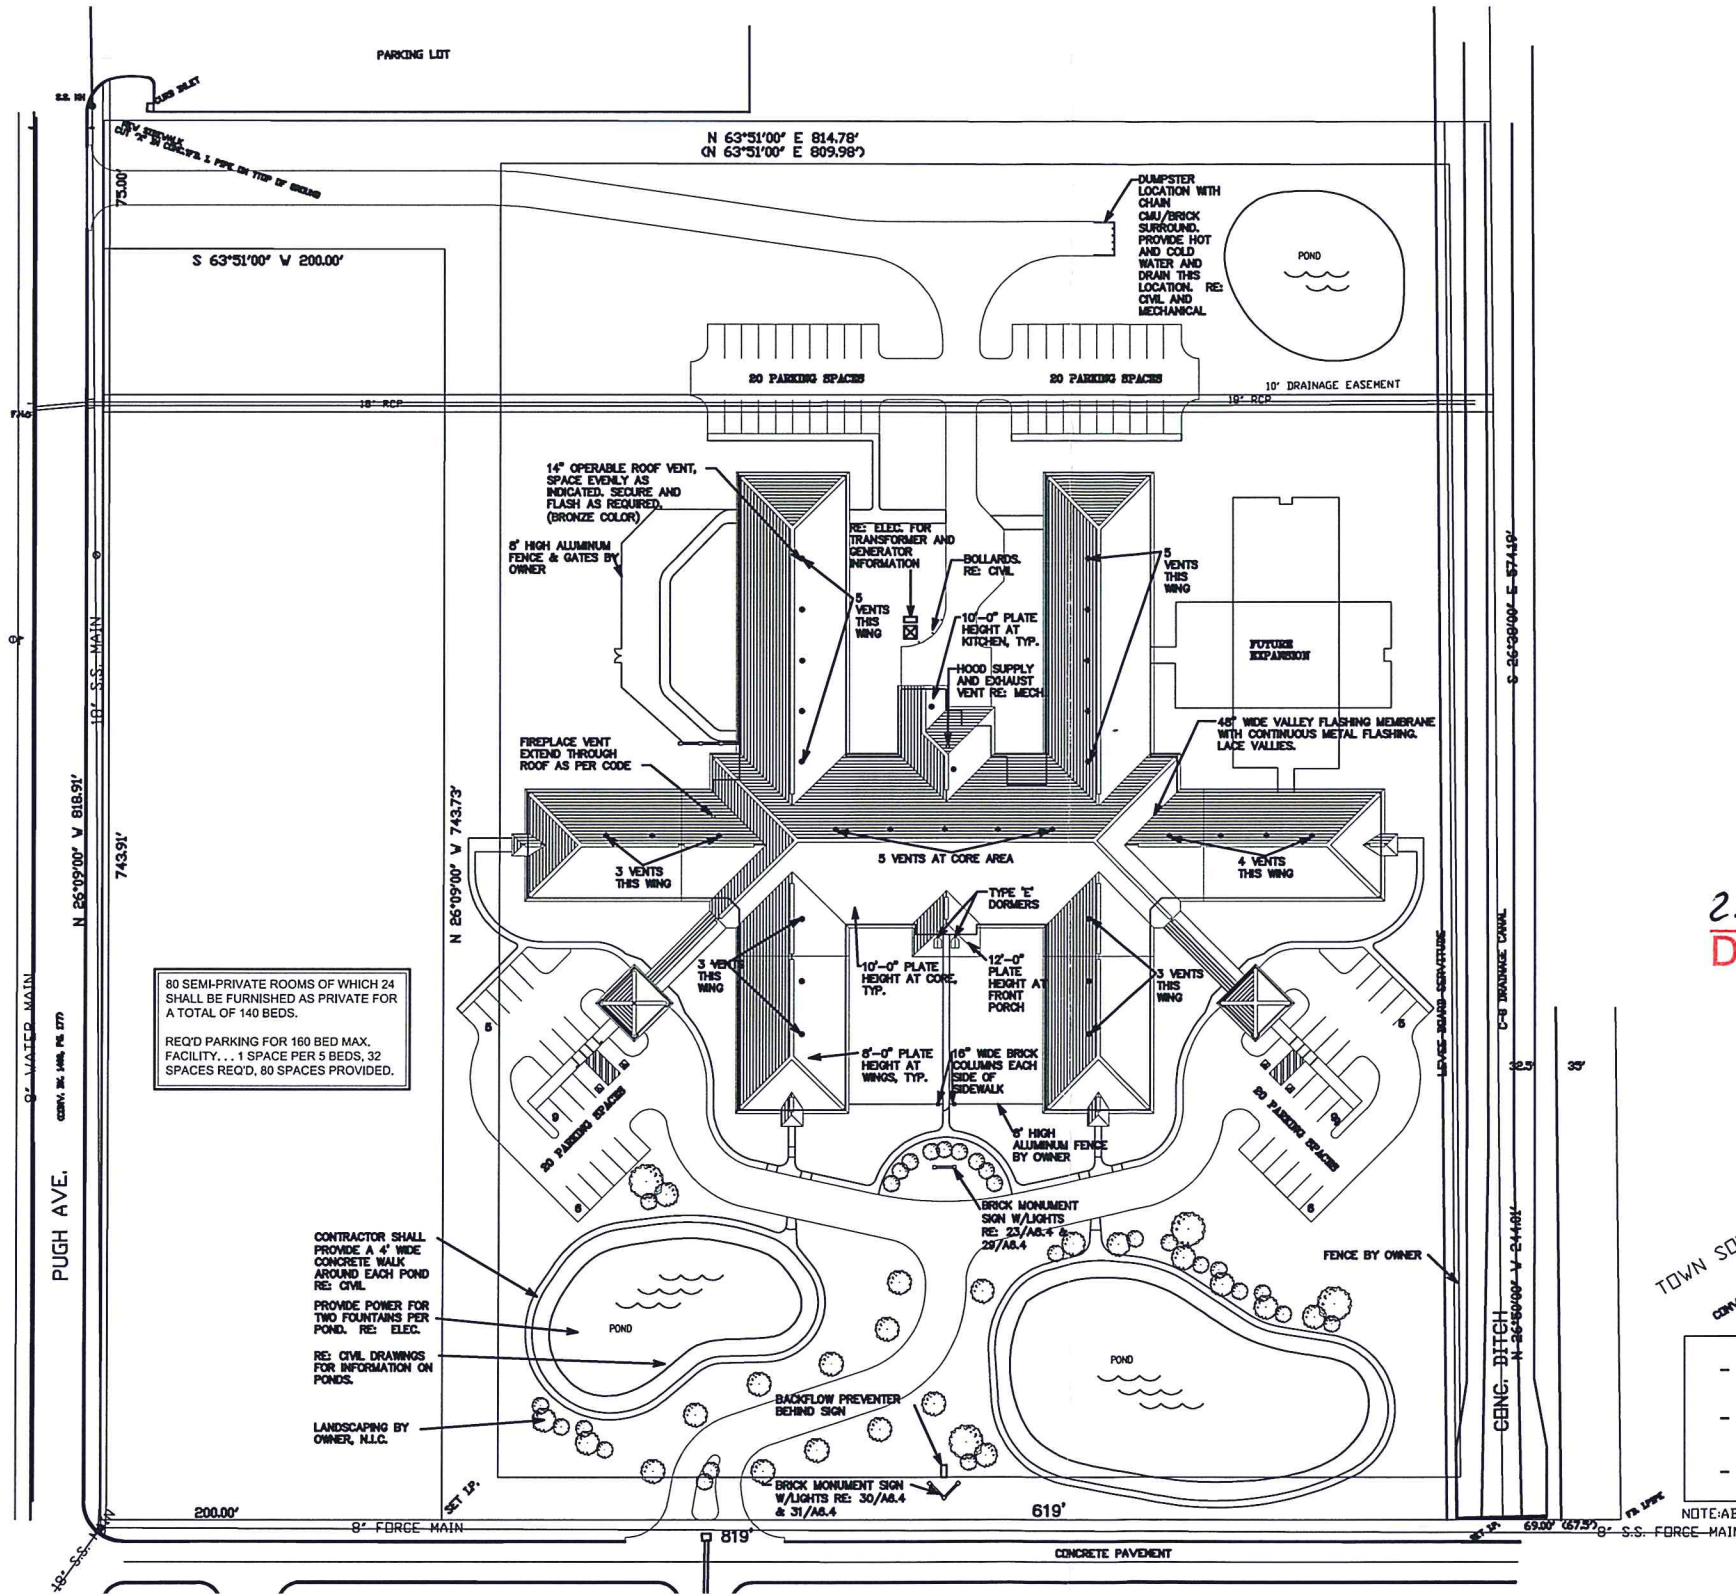 PARKING LOT
S.S. MH
CURB INLET
N 63°51'00" E 814.78'
(N 63°51'00" E 809.98')
75.00'
S 63°51'00" W 200.00'
DUMPSTER
LOCATION WITH
CHAIN
CMU/BRICK
SURROUND.
PROVIDE HOT
AND COLD
WATER AND
DRAIN THIS
LOCATION. RE:
CIVIL AND
MECHANICAL
POND
20 PARKING SPACES
20 PARKING SPACES
10' DRAINAGE EASEMENT
18" RCP
18" RCP
14" OPERABLE ROOF VENT,
SPACE EVENLY AS
INDICATED. SECURE AND
FLASH AS REQUIRED.
(BRONZE COLOR)
RE: ELEC. FOR
TRANSFORMER AND
GENERATOR
INFORMATION
8' HIGH ALUMINUM
FENCE & GATES BY
OWNER
BOLLARDS.
RE: CIVIL
5
VENTS
THIS
WING
5
VENTS
THIS
WING
10'-0" PLATE
HEIGHT AT
KITCHEN, TYP.
HOOD SUPPLY
AND EXHAUST
VENT RE: MECH.
FUTURE
EXPANSION
48" WIDE VALLEY FLASHING MEMBRANE
WITH CONTINUOUS METAL FLASHING.
LACE VALLIES.
FIREPLACE VENT
EXTEND THROUGH
ROOF AS PER CODE
18" S.S. MAIN
N 26°09'00" W 818.91'
743.91'
N 26°09'00" W 743.73'
3 VENTS
THIS WING
5 VENTS AT CORE AREA
4 VENTS
THIS WING
TYPE 'E'
DORMERS
3 VENTS
THIS
WING
10'-0" PLATE
HEIGHT AT CORE,
TYP.
12'-0"
PLATE
HEIGHT AT
FRONT
PORCH
3 VENTS
THIS
WING
80 SEMI-PRIVATE ROOMS OF WHICH 24
SHALL BE FURNISHED AS PRIVATE FOR
A TOTAL OF 140 BEDS.
REQ'D PARKING FOR 160 BED MAX.
FACILITY. . . 1 SPACE PER 5 BEDS, 32
SPACES REQ'D, 80 SPACES PROVIDED.
5
5
8'-0" PLATE
HEIGHT AT
WINGS, TYP.
16" WIDE BRICK
COLUMNS EACH
SIDE OF
SIDEWALK
9
20 PARKING SPACES
20 PARKING SPACES
6
6
8' HIGH
ALUMINUM FENCE
BY OWNER
BRICK MONUMENT
SIGN W/LIGHTS
RE: 23/A6.4 &
29/A6.4
8" WATER MAIN
PUGH AVE.
CONTRACTOR SHALL
PROVIDE A 4' WIDE
CONCRETE WALK
AROUND EACH POND
RE: CIVIL
PROVIDE POWER FOR
TWO FOUNTAINS PER
POND. RE: ELEC.
RE: CIVIL DRAWINGS
FOR INFORMATION ON
PONDS.
LANDSCAPING BY
OWNER, N.I.C.
POND
POND
FENCE BY OWNER
LEVEE BOARD SERVITUDE
C-8 DRAINAGE CANAL
32.5'
35'
CONC. DITCH
TOWN SO
BACKFLOW PREVENTER
BEHIND SIGN
BRICK MONUMENT SIGN
W/LIGHTS RE: 30/A6.4
& 31/A6.4
200.00'
SET I.P.
8" FORCE MAIN
819'
619'
SET I.P.
69.00' (67.5')
FD. I.PIPE
8" S.S. FORCE MAIN
NOTE:AB
CONCRETE PAVEMENT